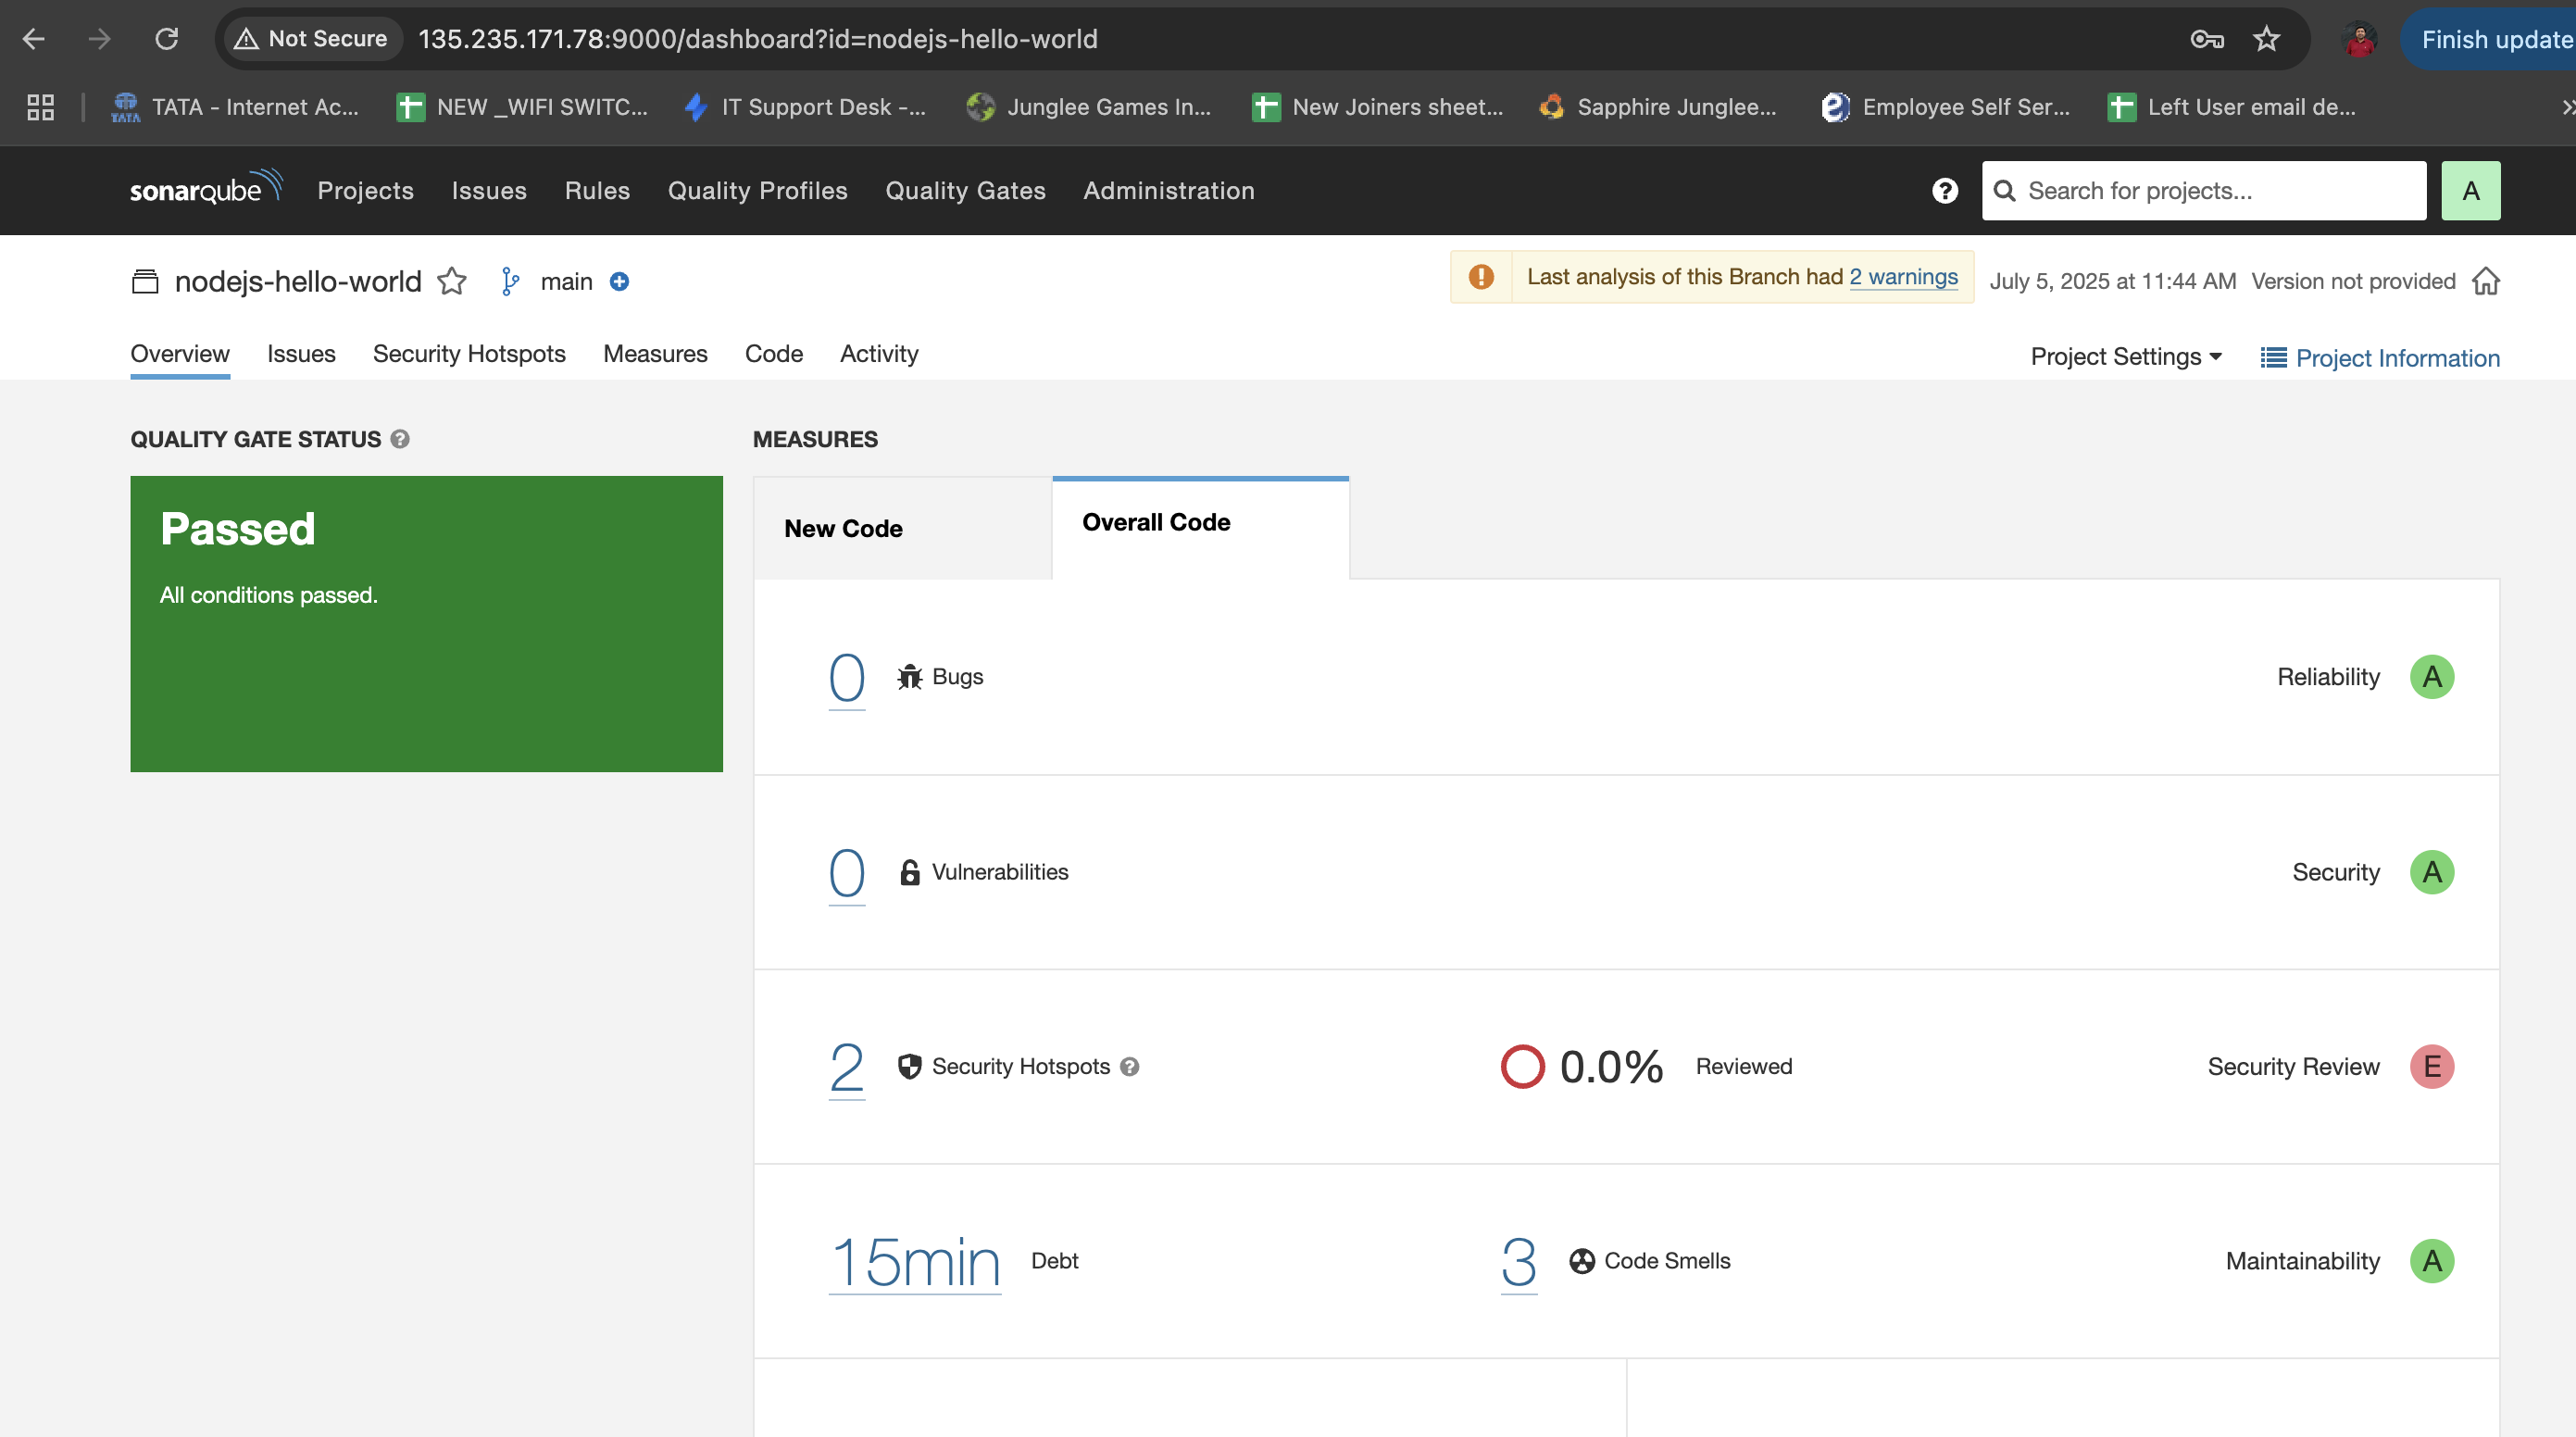 Not Secure 135.235.171.78:9000/dashboard?id=nodejs-hello-world Finish update
TATA - Internet Ac... NEW _WIFI SWITC... IT Support Desk -... Junglee Games In... New Joiners sheet... Sapphire Junglee... Employee Self Ser... Left User email de...
sonarqube Projects Issues Rules Quality Profiles Quality Gates Administration Search for projects... A
nodejs-hello-world main Last analysis of this Branch had 2 warnings July 5, 2025 at 11:44 AM Version not provided
Overview Issues Security Hotspots Measures Code Activity Project Settings Project Information
QUALITY GATE STATUS MEASURES
Passed
All conditions passed.
New Code Overall Code
0 Bugs Reliability A
0 Vulnerabilities Security A
2 Security Hotspots 0.0% Reviewed Security Review E
15min Debt 3 Code Smells Maintainability A